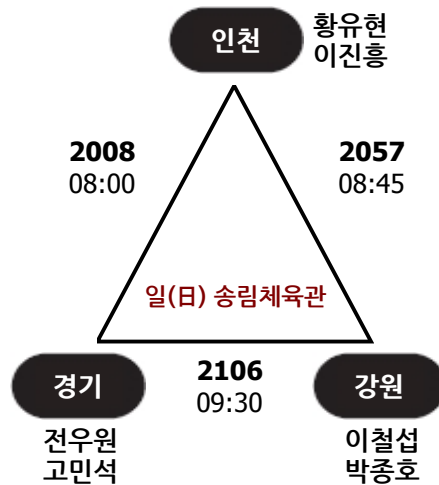 인천
황유현
이진흥
2008
08:00
2057
08:45
일(日) 송림체육관
경기
2106
09:30
강원
전우원
고민석
이철섭
박종호